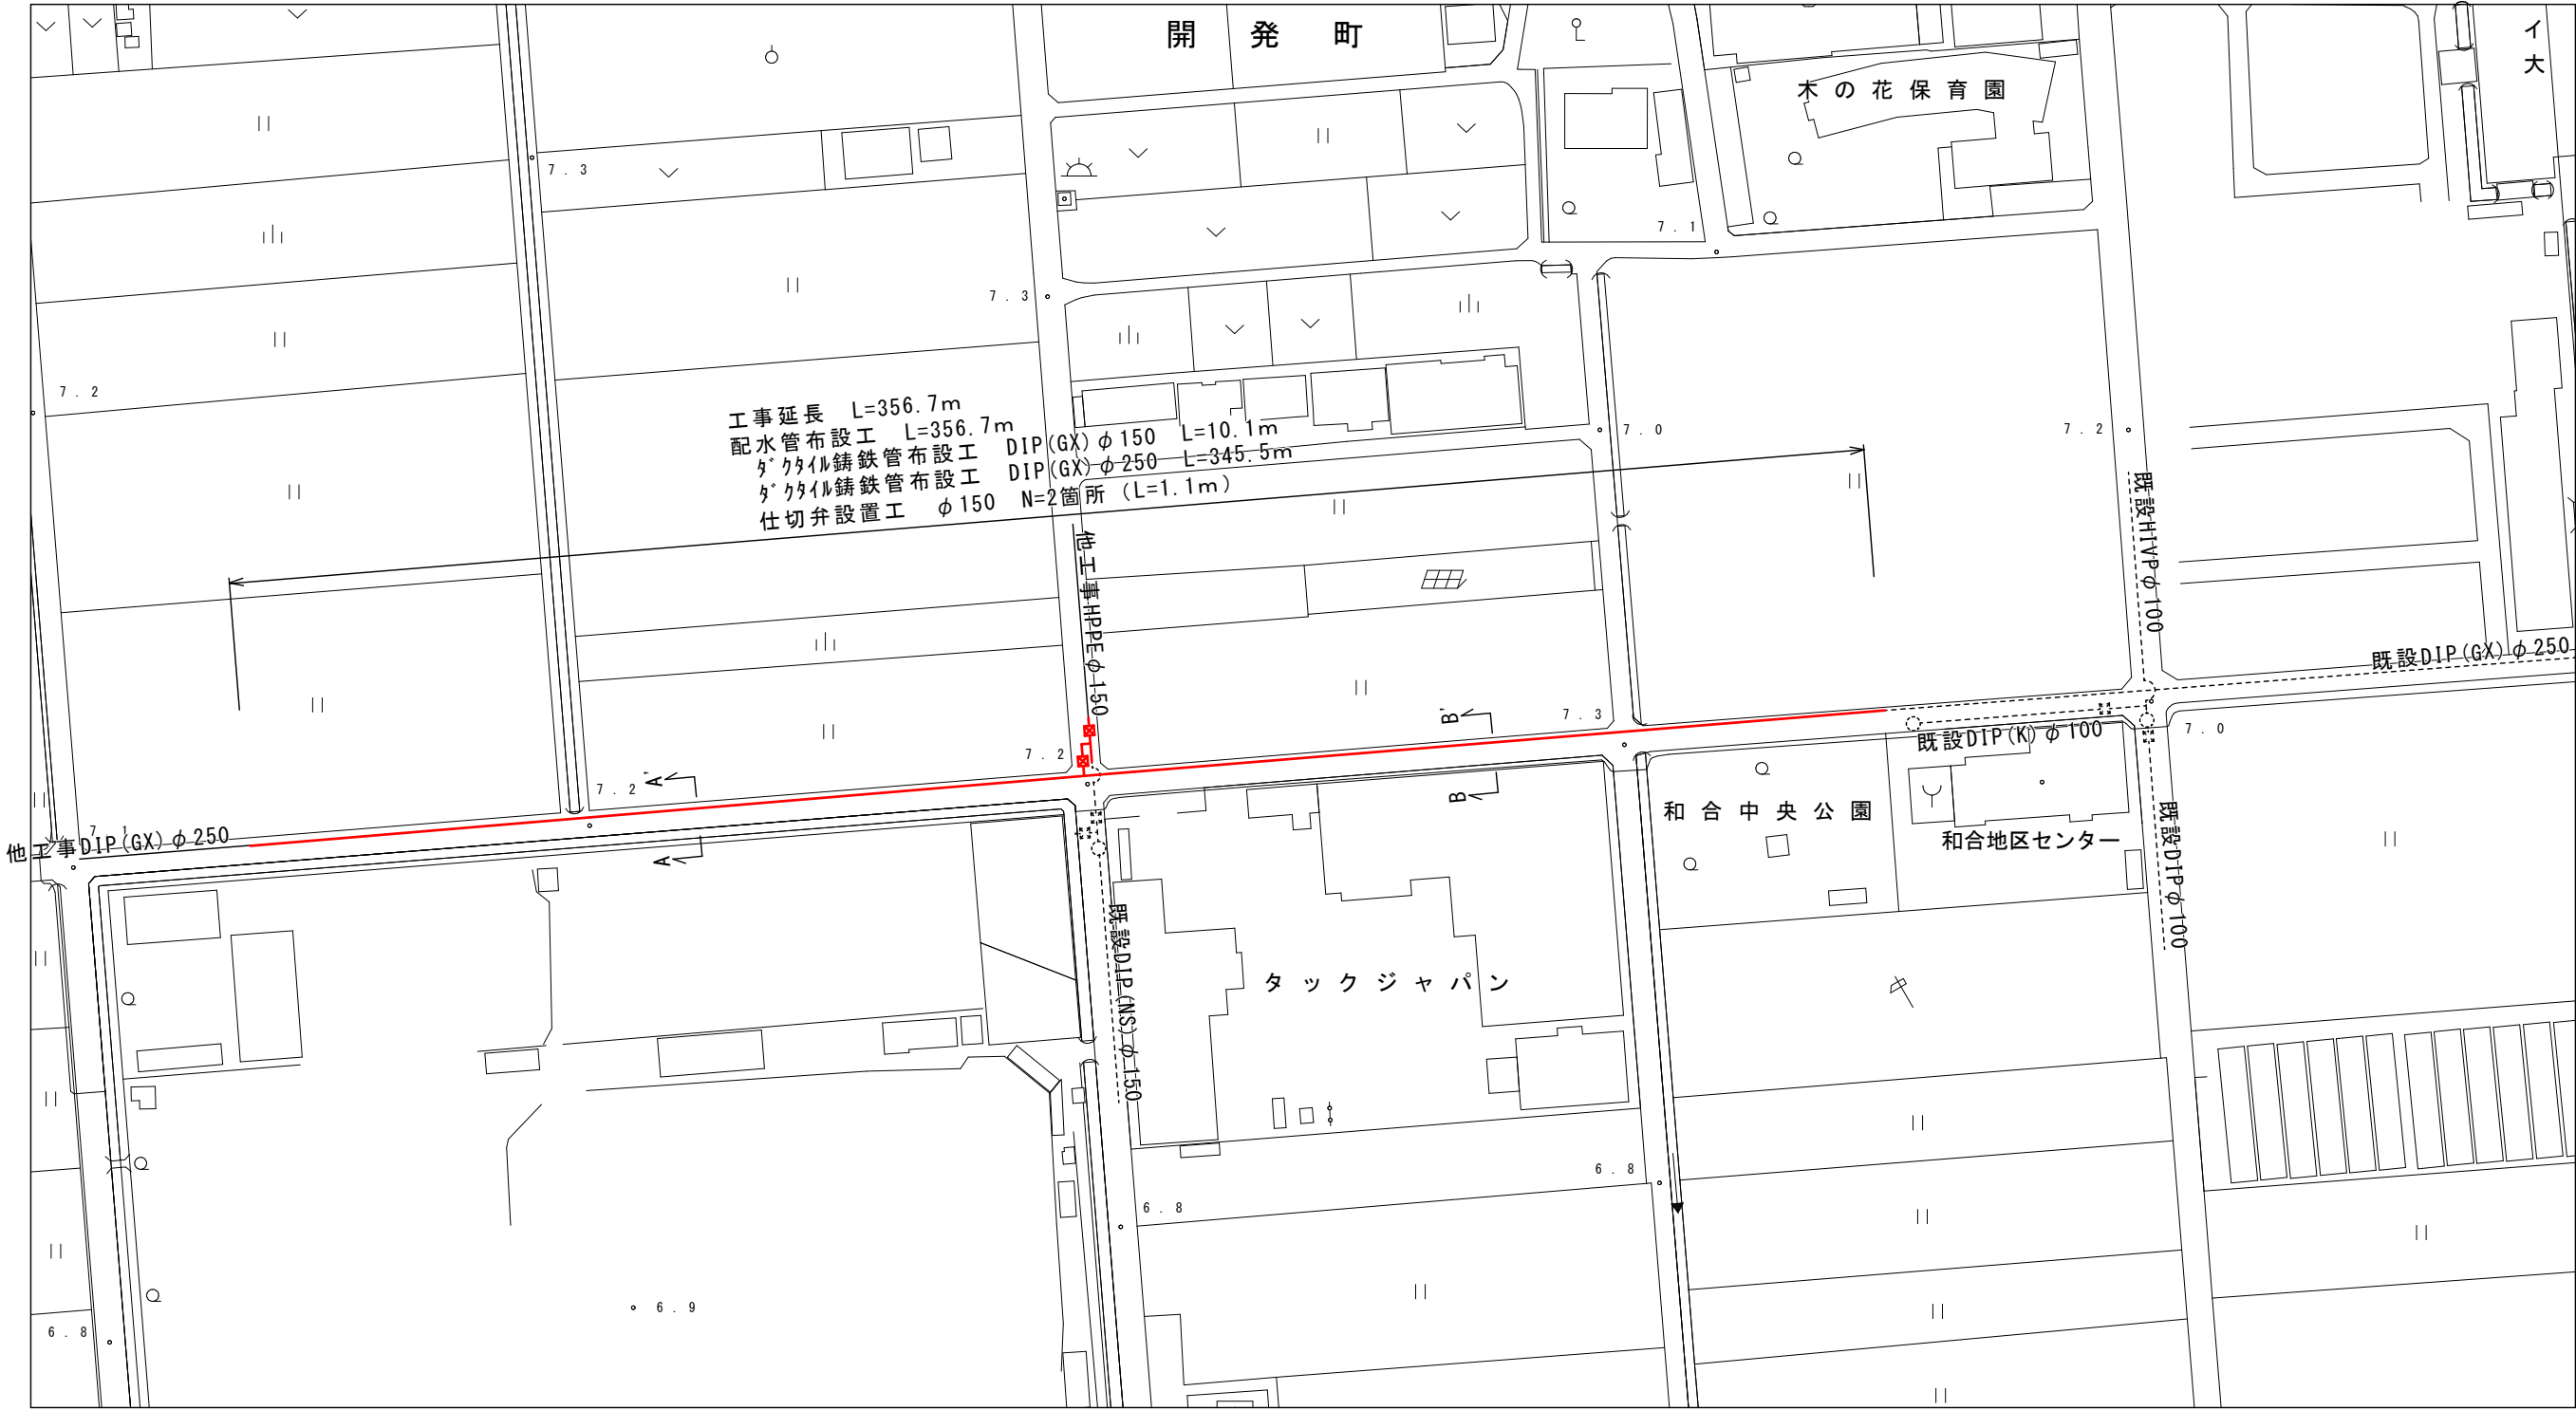 開発町
イ
大
木の花保育園
7.3
7.1
7.3
7.2
工事延長　L=356.7m
配水管布設工　L=356.7m
ﾀﾞｸﾀｲﾙ鋳鉄管布設工　DIP(GX)φ150　L=10.1m
ﾀﾞｸﾀｲﾙ鋳鉄管布設工　DIP(GX)φ250　L=345.5m
仕切弁設置工　φ150　N=2箇所（L=1.1m）
7.0
7.2
既設HIVPφ100
他工事HPPEφ150
既設DIP(GX)φ250
B'
7.3
7.2
既設DIP(K)φ100
7.0
A'
7.2
B
和合中央公園
和合地区センター
既設DIPφ100
7.1
他工事DIP(GX)φ250
A
既設DIP(NS)φ150
タックジャパン
6.8
6.8
6.9
6.8